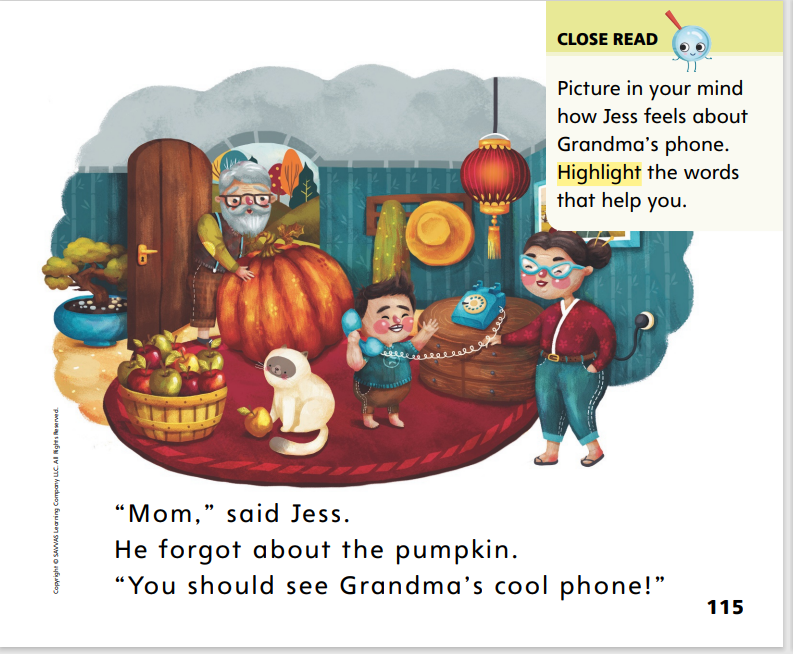 CLOSE READ
Picture in your mind
how Jess feels about
Grandma's phone.
Highlight the words
that help you.
Copyright © SAVVAS Learning Company LLC. All Rights Reserved.
“Mom,” said Jess.
He forgot about the pumpkin.
“You should see Grandma's cool phone!”
115